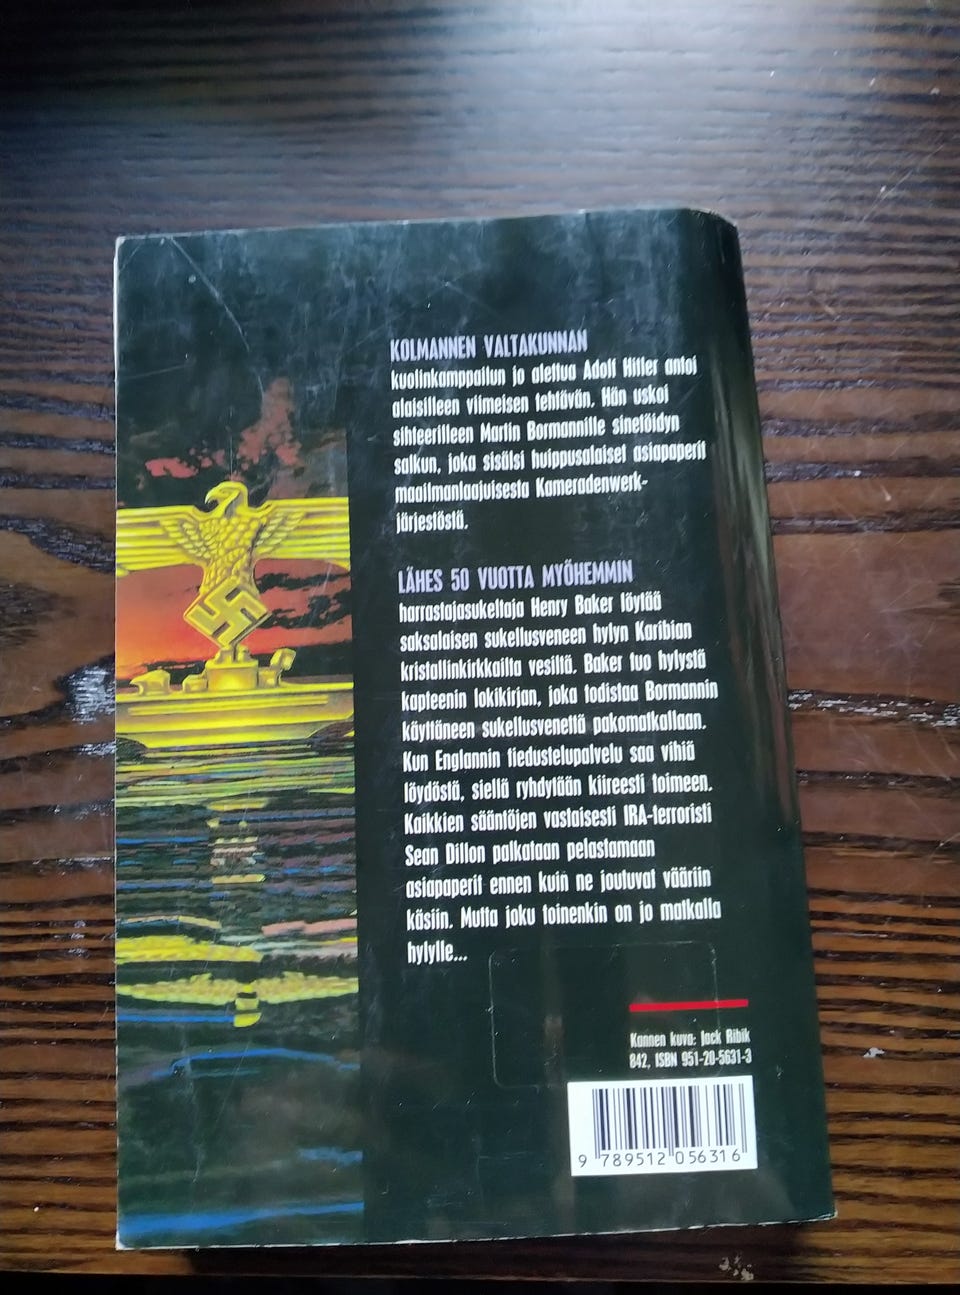 KOLMANNEN VALTAKUNNAN
kuolinkamppailun jo alettua Adolf Hitler antoi
alaisilleen viimeisen tehtävän. Hän uskoi
sihteerilleen Martin Bormannille sinetöidyn
salkun, joka sisälsi huippusalaiset asiapaperit
maailmanlaajuisesta Kameradenwerk-
järjestöstä.
LÄHES 50 VUOTTA MYÖHEMMIN
harrastajasukeltaja Henry Baker löytää
saksalaisen sukellusveneen hylyn Karibian
kristallinkirkkailta vesiltä. Baker tuo hylystä
kapteenin lokikirjan, joka todistaa Bormannin
käyttäneen sukellusvenettä pakomatkallaan.
Kun Englannin tiedustelupalvelu saa vihiä
löydöstä, siellä ryhdytään kiireesti toimeen.
Kaikkien sääntöjen vastaisesti IRA-terroristi
Sean Dillon palkataan pelastamaan
asiapaperit ennen kuin ne joutuvat vääriin
käsiin. Mutta joku toinenkin on jo matkalla
hylylle...
Kannen kuva: Jack Ribik
842, ISBN 951-20-5631-3
9 789512 056316